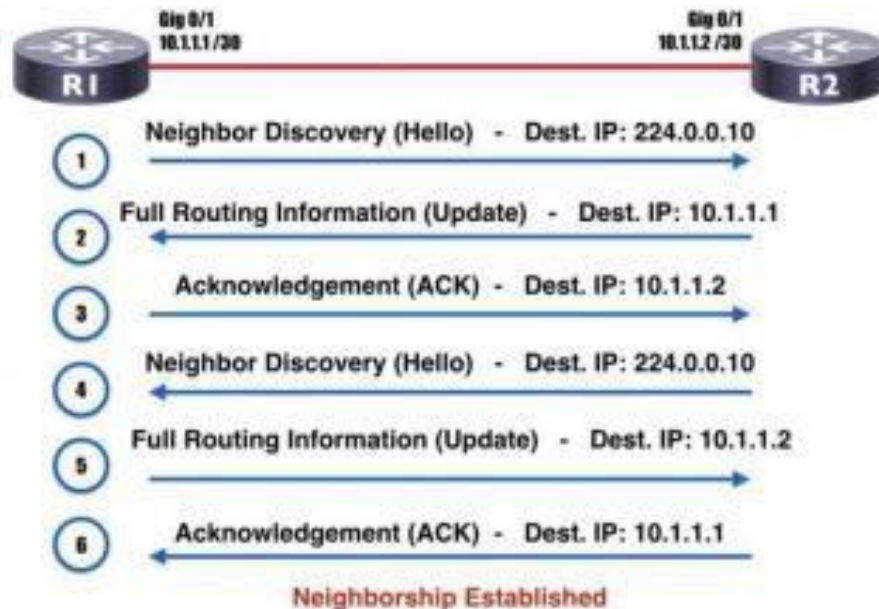 Gig 0/1
10.1.1.1 /30
Gig 0/1
10.1.1.2 /30
R1
R2
1
Neighbor Discovery (Hello) - Dest. IP: 224.0.0.10
2
Full Routing Information (Update) - Dest. IP: 10.1.1.1
3
Acknowledgement (ACK) - Dest. IP: 10.1.1.2
4
Neighbor Discovery (Hello) - Dest. IP: 224.0.0.10
5
Full Routing Information (Update) - Dest. IP: 10.1.1.2
6
Acknowledgement (ACK) - Dest. IP: 10.1.1.1
Neighborship Established